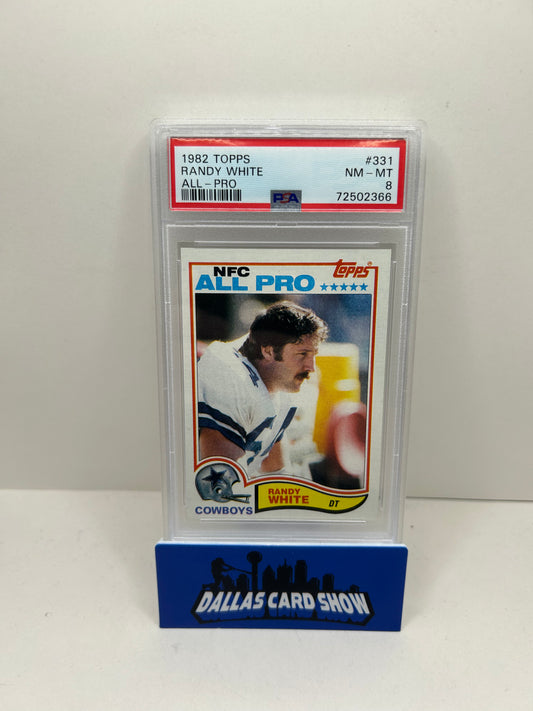 1982 TOPPS #331
RANDY WHITE NM - MT
ALL - PRO 8
PSA 72502366
NFC
ALL PRO
topps®
★★★★★
54
COWBOYS
RANDY
WHITE
DT
DALLAS CARD SHOW